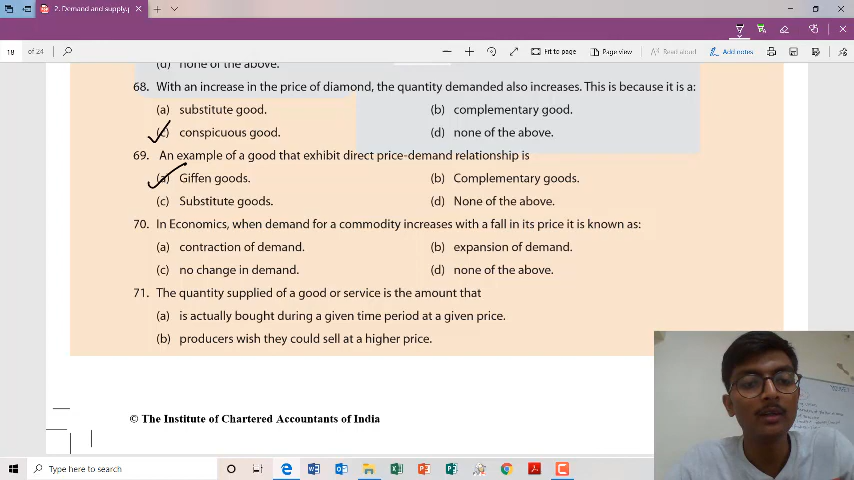 2. Demand and supply.p
18 of 24
Fit to page
Page view
Read aloud
Add notes
(d) none of the above.
68. With an increase in the price of diamond, the quantity demanded also increases. This is because it is a:
(a) substitute good. (b) complementary good.
(c) conspicuous good. (d) none of the above.
69. An example of a good that exhibit direct price-demand relationship is
(a) Giffen goods. (b) Complementary goods.
(c) Substitute goods. (d) None of the above.
70. In Economics, when demand for a commodity increases with a fall in its price it is known as:
(a) contraction of demand. (b) expansion of demand.
(c) no change in demand. (d) none of the above.
71. The quantity supplied of a good or service is the amount that
(a) is actually bought during a given time period at a given price.
(b) producers wish they could sell at a higher price.
© The Institute of Chartered Accountants of India
Type here to search